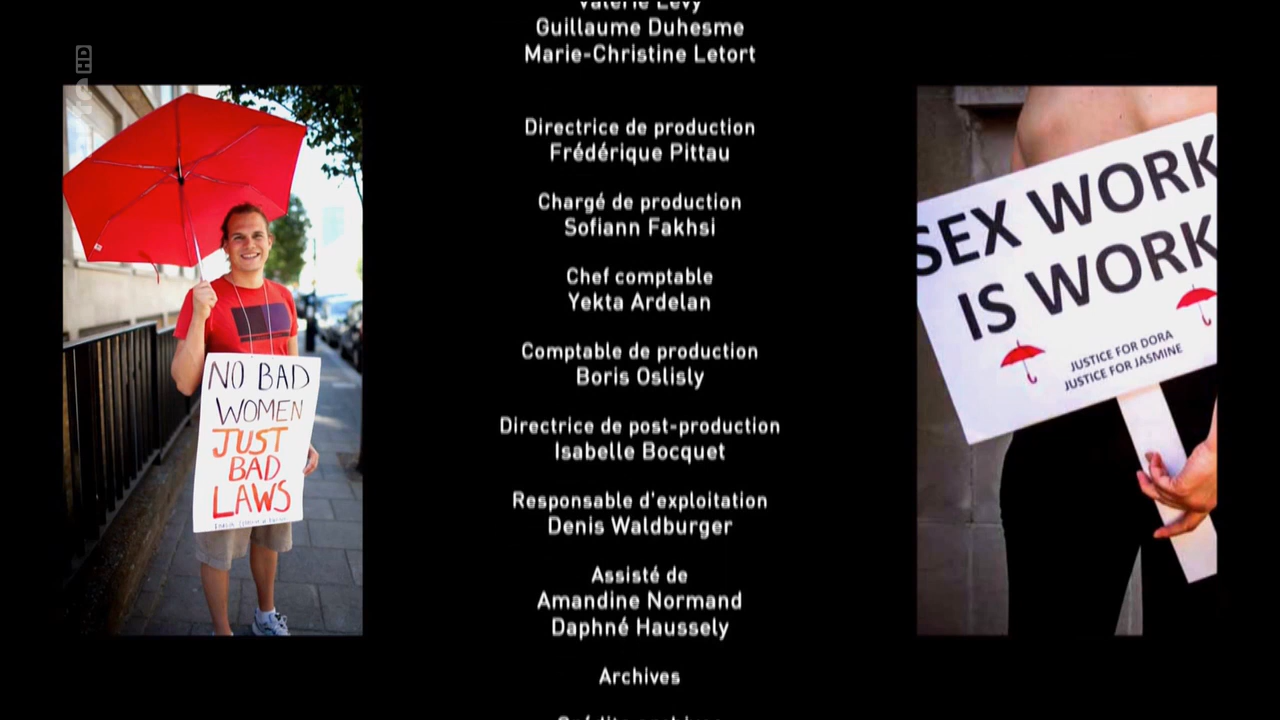 Valérie Lévy
Guillaume Duhesme
Marie-Christine Letort
Directrice de production
Frédérique Pittau
Chargé de production
Sofiann Fakhsi
Chef comptable
Yekta Ardelan
Comptable de production
Boris Oslisly
Directrice de post-production
Isabelle Bocquet
Responsable d'exploitation
Denis Waldburger
Assisté de
Amandine Normand
Daphné Haussely
Archives
HD
NO BAD
WOMEN
JUST
BAD
LAWS
SEX WORK
IS WORK
JUSTICE FOR DORA
JUSTICE FOR JASMINE